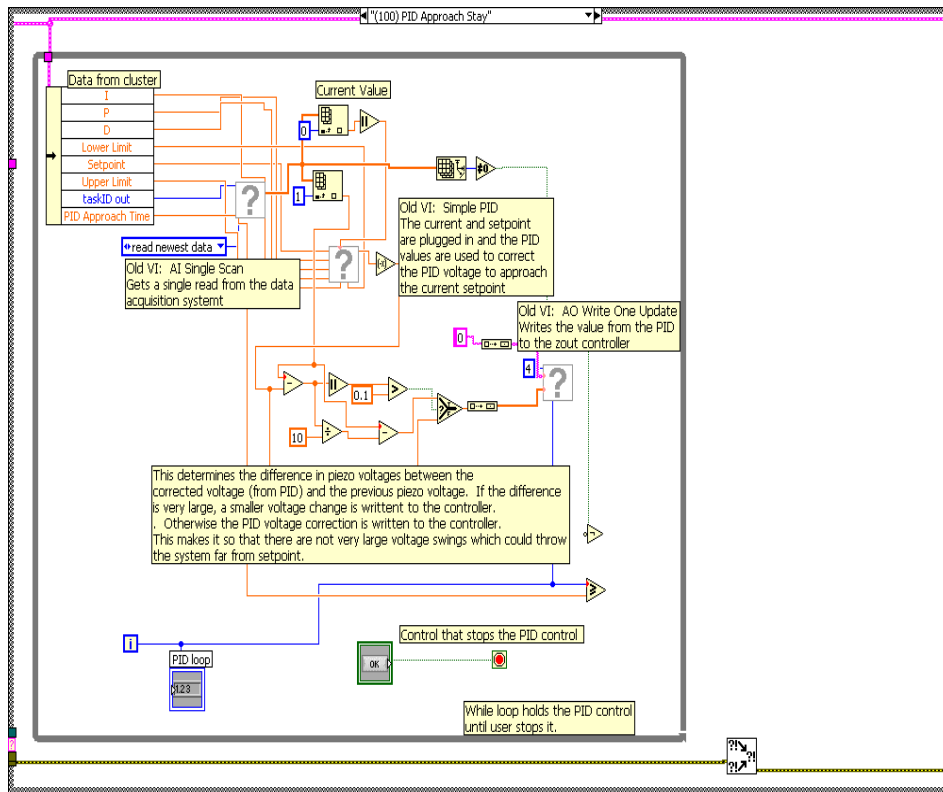 "(100) PID Approach Stay"
Data from cluster
I
P
D
Lower Limit
Setpoint
Upper Limit
taskID out
PID Approach Time
Current Value
0
1
≠0
?
read newest data
Old VI: AI Single Scan
Gets a single read from the data
acquisition systemt
?
-1
Old VI: Simple PID
The current and setpoint
are plugged in and the PID
values are used to correct
the PID voltage to approach
the current setpoint
Old VI: AO Write One Update
Writes the value from the PID
to the zout controller
0
4
?
0.1
10
This determines the difference in piezo voltages between the
corrected voltage (from PID) and the previous piezo voltage. If the difference
is very large, a smaller voltage change is writtent to the controller.
. Otherwise the PID voltage correction is written to the controller.
This makes it so that there are not very large voltage swings which could throw
the system far from setpoint.
i
PID loop
1.23
Control that stops the PID control
OK
While loop holds the PID control
until user stops it.
?!
?!
?!